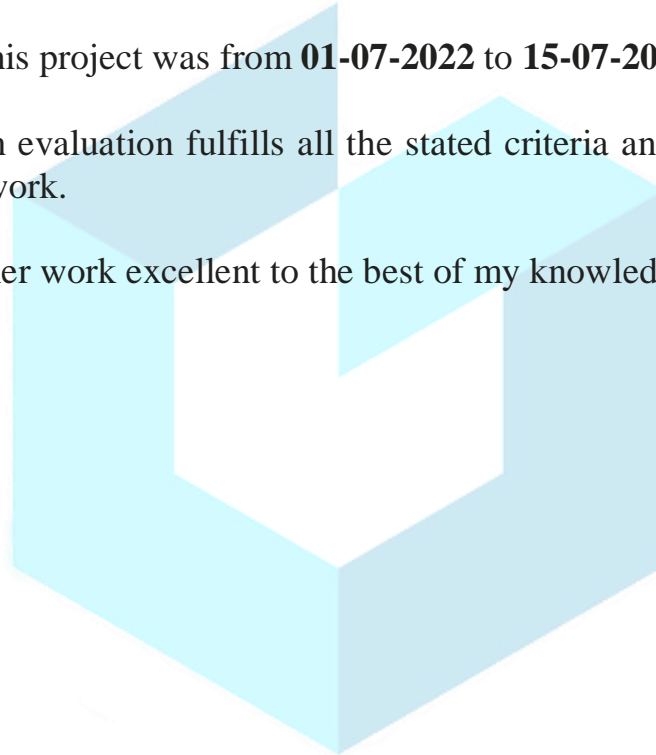 his project was from 01-07-2022 to 15-07-20
evaluation fulfills all the stated criteria an
work.
er work excellent to the best of my knowled